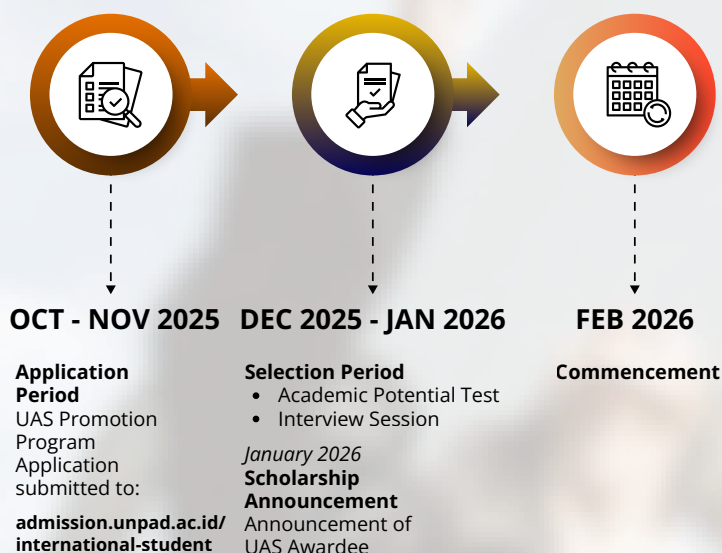 OCT - NOV 2025
Application
Period
UAS Promotion
Program
Application
submitted to:
admission.unpad.ac.id/
international-student
DEC 2025 - JAN 2026
Selection Period
• Academic Potential Test
• Interview Session
January 2026
Scholarship
Announcement
Announcement of
UAS Awardee
FEB 2026
Commencement